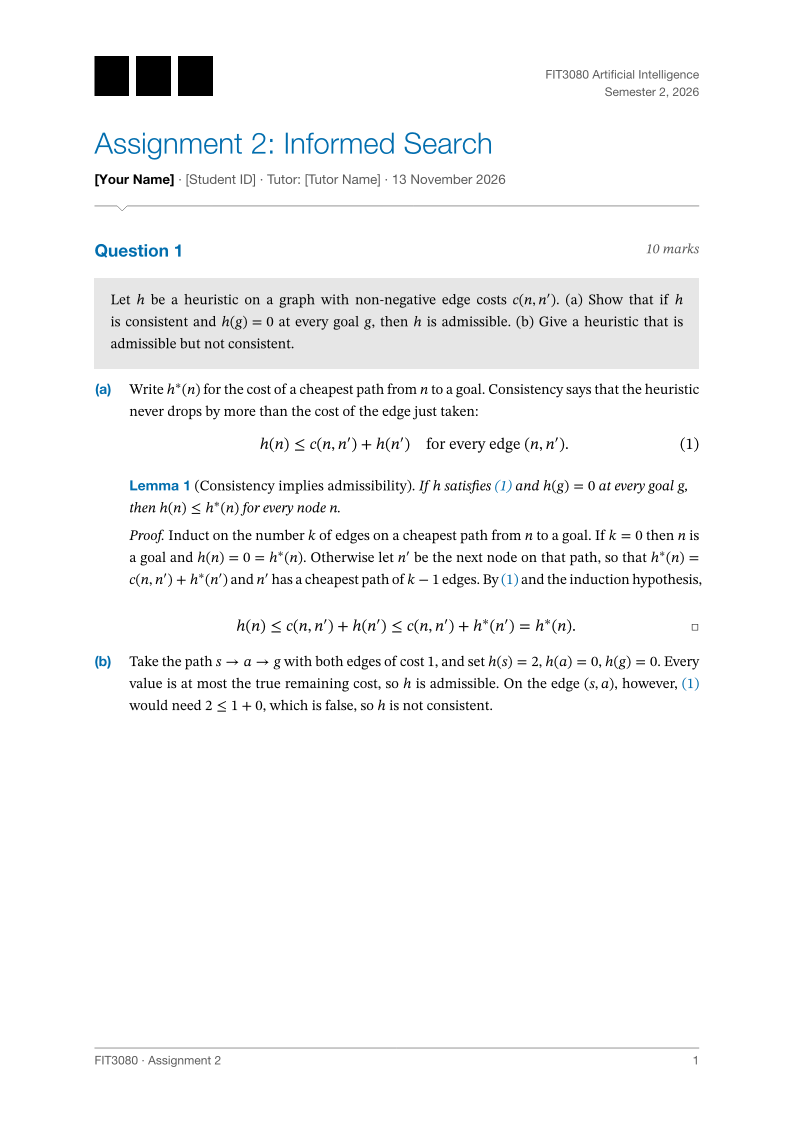 FIT3080 Artificial Intelligence
Semester 2, 2026
Assignment 2: Informed Search
[Your Name] · [Student ID] · Tutor: [Tutor Name] · 13 November 2026
Question 1
10 marks
Let h be a heuristic on a graph with non-negative edge costs c(n, n′). (a) Show that if h
is consistent and h(g) = 0 at every goal g, then h is admissible. (b) Give a heuristic that is
admissible but not consistent.
(a) Write h*(n) for the cost of a cheapest path from n to a goal. Consistency says that the heuristic
never drops by more than the cost of the edge just taken:
h(n) ≤ c(n, n′) + h(n′) for every edge (n, n′). (1)
Lemma 1 (Consistency implies admissibility). If h satisfies (1) and h(g) = 0 at every goal g,
then h(n) ≤ h*(n) for every node n.
Proof. Induct on the number k of edges on a cheapest path from n to a goal. If k = 0 then n is
a goal and h(n) = 0 = h*(n). Otherwise let n′ be the next node on that path, so that h*(n) =
c(n, n′) + h*(n′) and n′ has a cheapest path of k − 1 edges. By (1) and the induction hypothesis,
h(n) ≤ c(n, n′) + h(n′) ≤ c(n, n′) + h*(n′) = h*(n). □
(b) Take the path s → a → g with both edges of cost 1, and set h(s) = 2, h(a) = 0, h(g) = 0. Every
value is at most the true remaining cost, so h is admissible. On the edge (s, a), however, (1)
would need 2 ≤ 1 + 0, which is false, so h is not consistent.
FIT3080 · Assignment 2
1